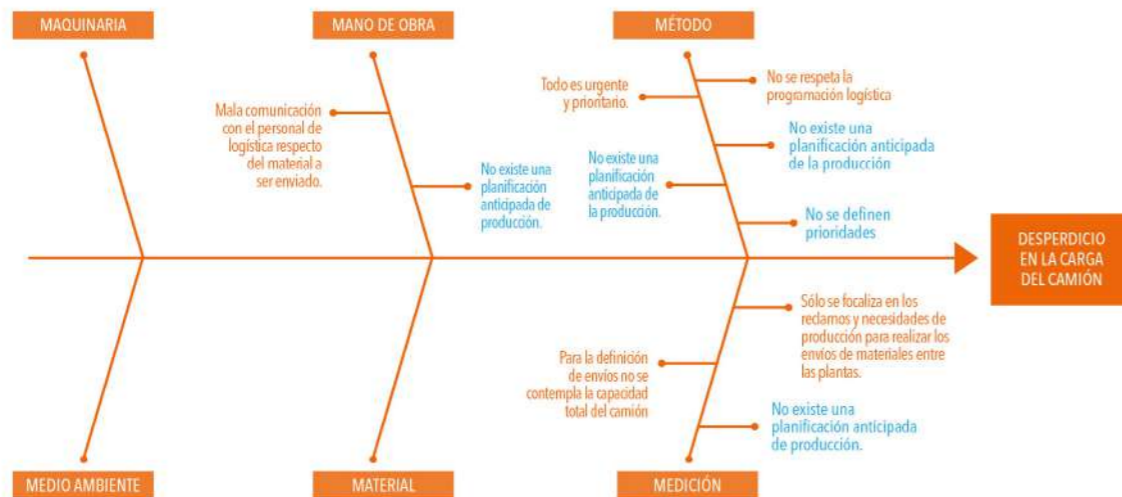 MAQUINARIA
MANO DE OBRA
MÉTODO
Mala comunicación
con el personal de
logística respecto
del material a
ser enviado.
No existe una
planificación
anticipada de
producción.
Todo es urgente
y prioritario.
No se respeta la
programación logística
No existe una
planificación anticipada
de la producción
No existe una
planificación
anticipada de
la producción.
No se definen
prioridades
DESPERDICIO
EN LA CARGA
DEL CAMIÓN
Sólo se focaliza en los
reclamos y necesidades de
producción para realizar los
envíos de materiales entre
las plantas.
Para la definición
de envíos no se
contempla la capacidad
total del camión
No existe una
planificación anticipada
de producción.
MEDIO AMBIENTE
MATERIAL
MEDICIÓN